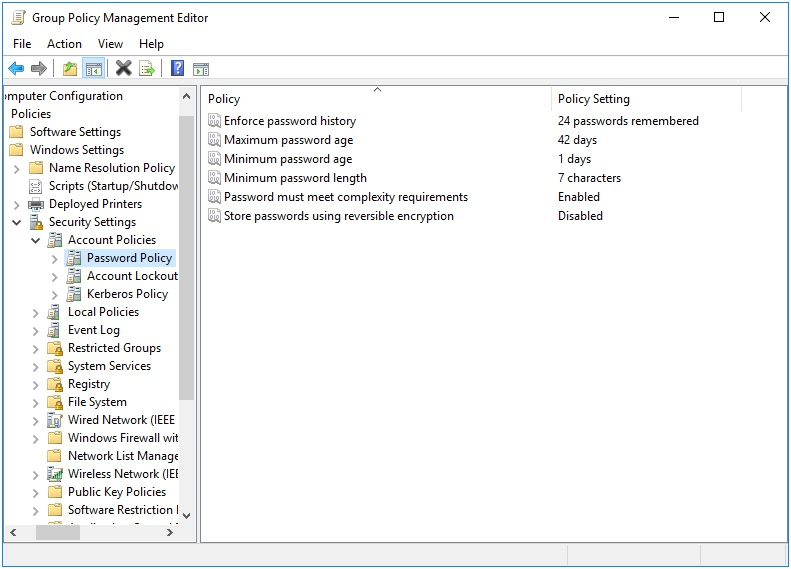 Group Policy Management Editor
File Action View Help
omputer Configuration
Policies
Software Settings
Windows Settings
Name Resolution Policy
Scripts (Startup/Shutdow
Deployed Printers
Security Settings
Account Policies
Password Policy
Account Lockout
Kerberos Policy
Local Policies
Event Log
Restricted Groups
System Services
Registry
File System
Wired Network (IEEE
Windows Firewall wit
Network List Manage
Wireless Network (IEE
Public Key Policies
Software Restriction
Policy Policy Setting
Enforce password history 24 passwords remembered
Maximum password age 42 days
Minimum password age 1 days
Minimum password length 7 characters
Password must meet complexity requirements Enabled
Store passwords using reversible encryption Disabled